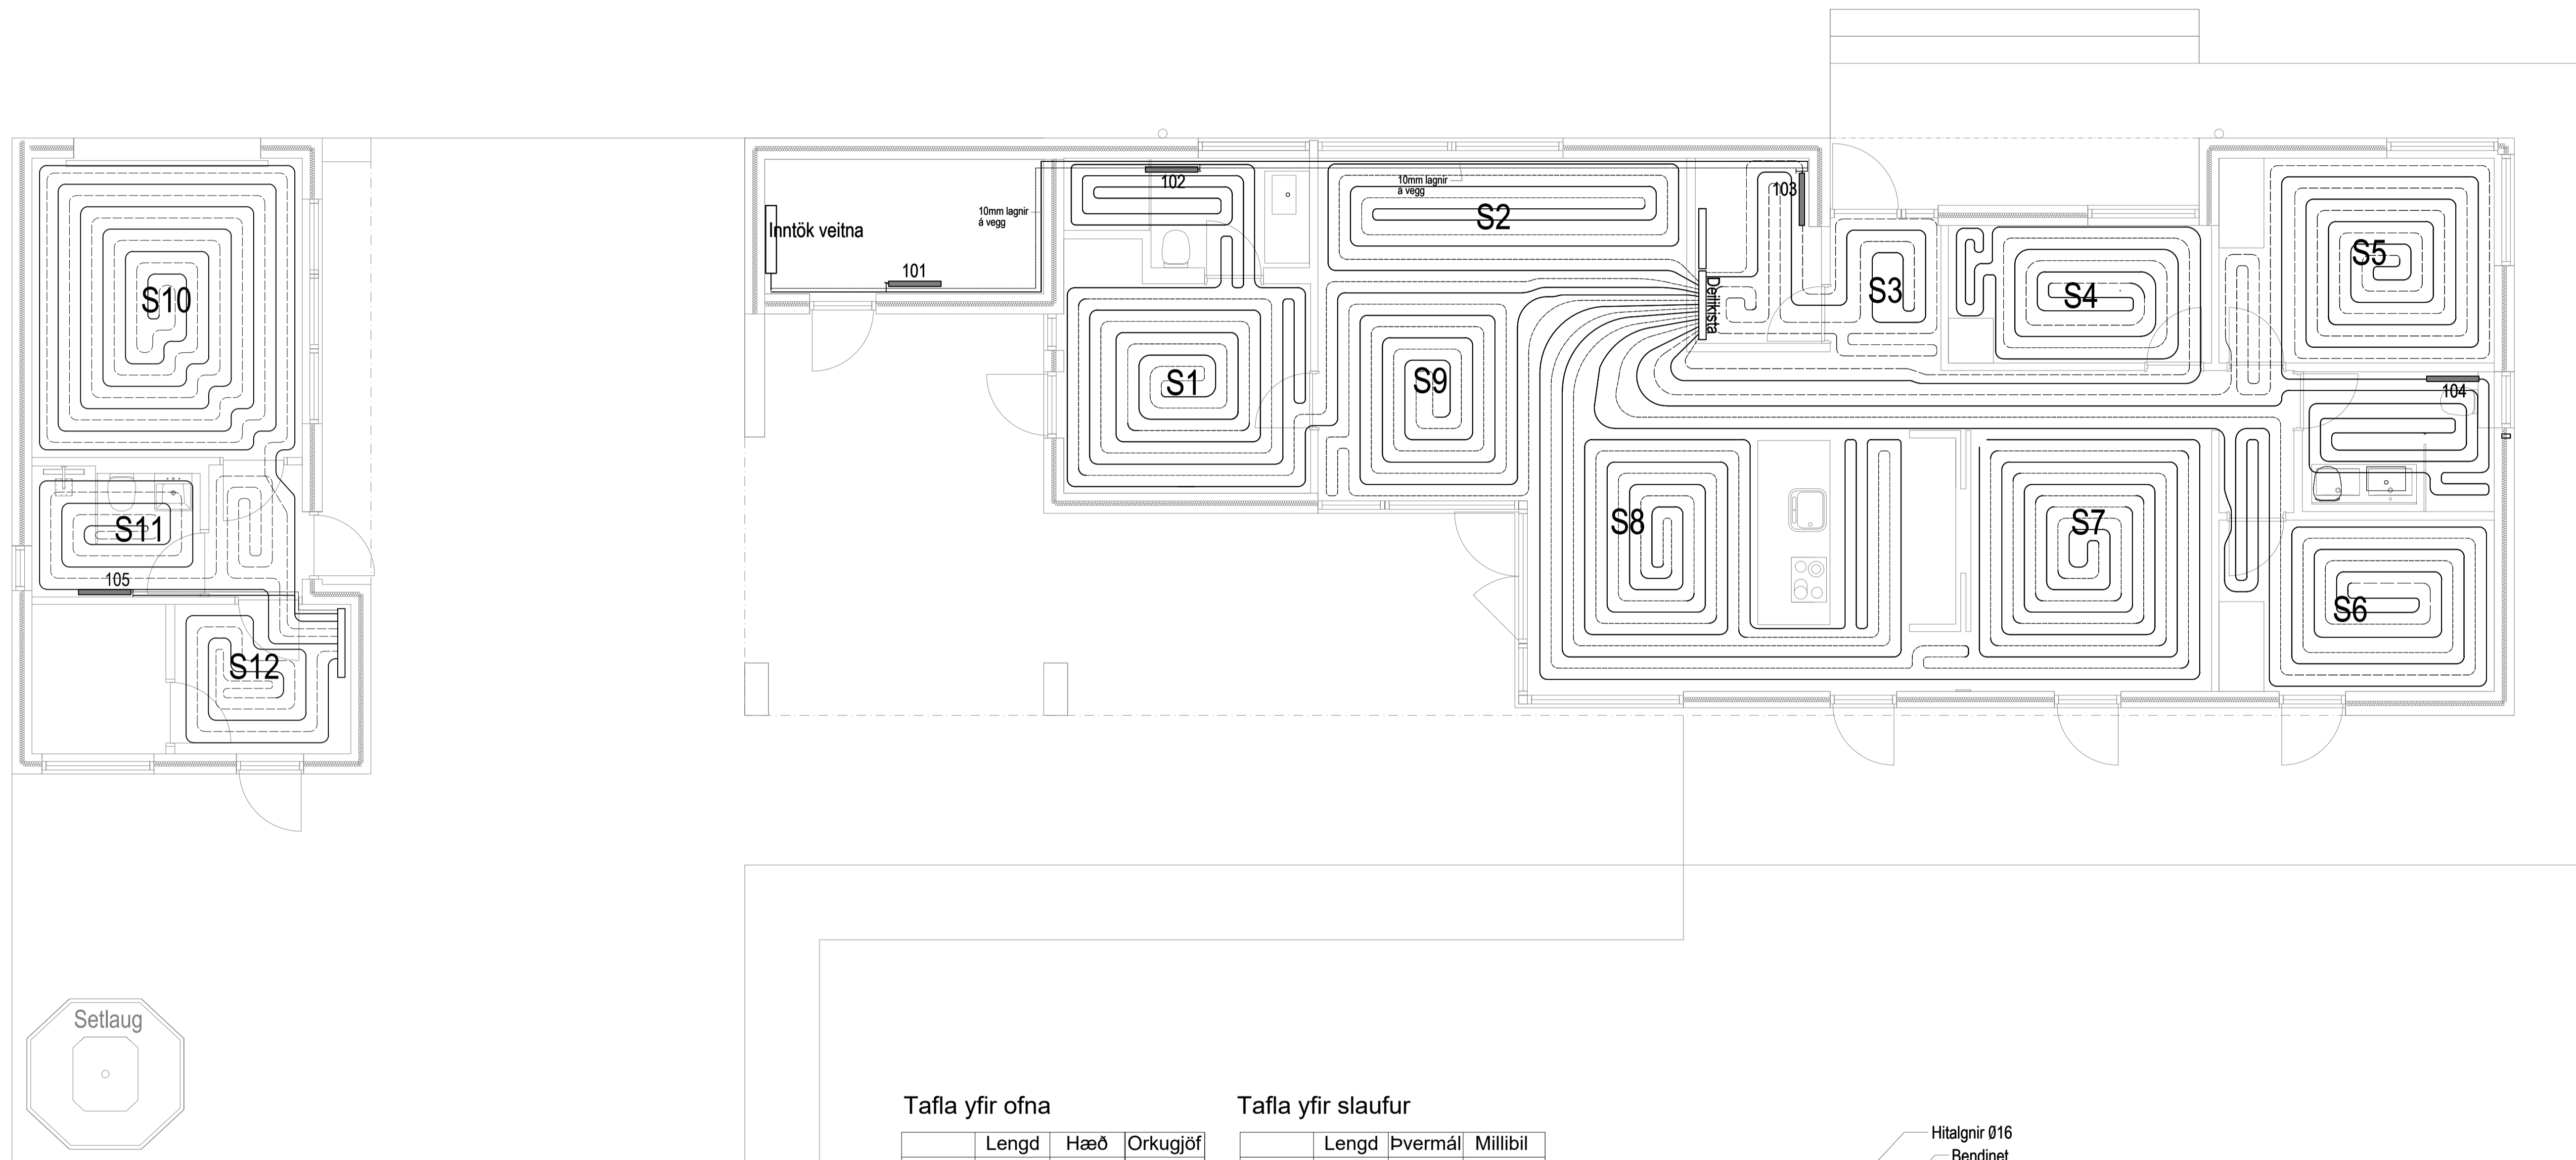 S10
Inntök veitna
10mm lagnir
á vegg
101
102
10mm lagnir
á vegg
S2
103
Deilikista
S3
S4
S5
S1
S9
104
S11
105
S8
S7
S6
S12
Setlaug
Tafla yfir ofna
Lengd Hæð Orkugjöf
Tafla yfir slaufur
Lengd Þvermál Millibil
Hitalgnir Ø16
Bendinet